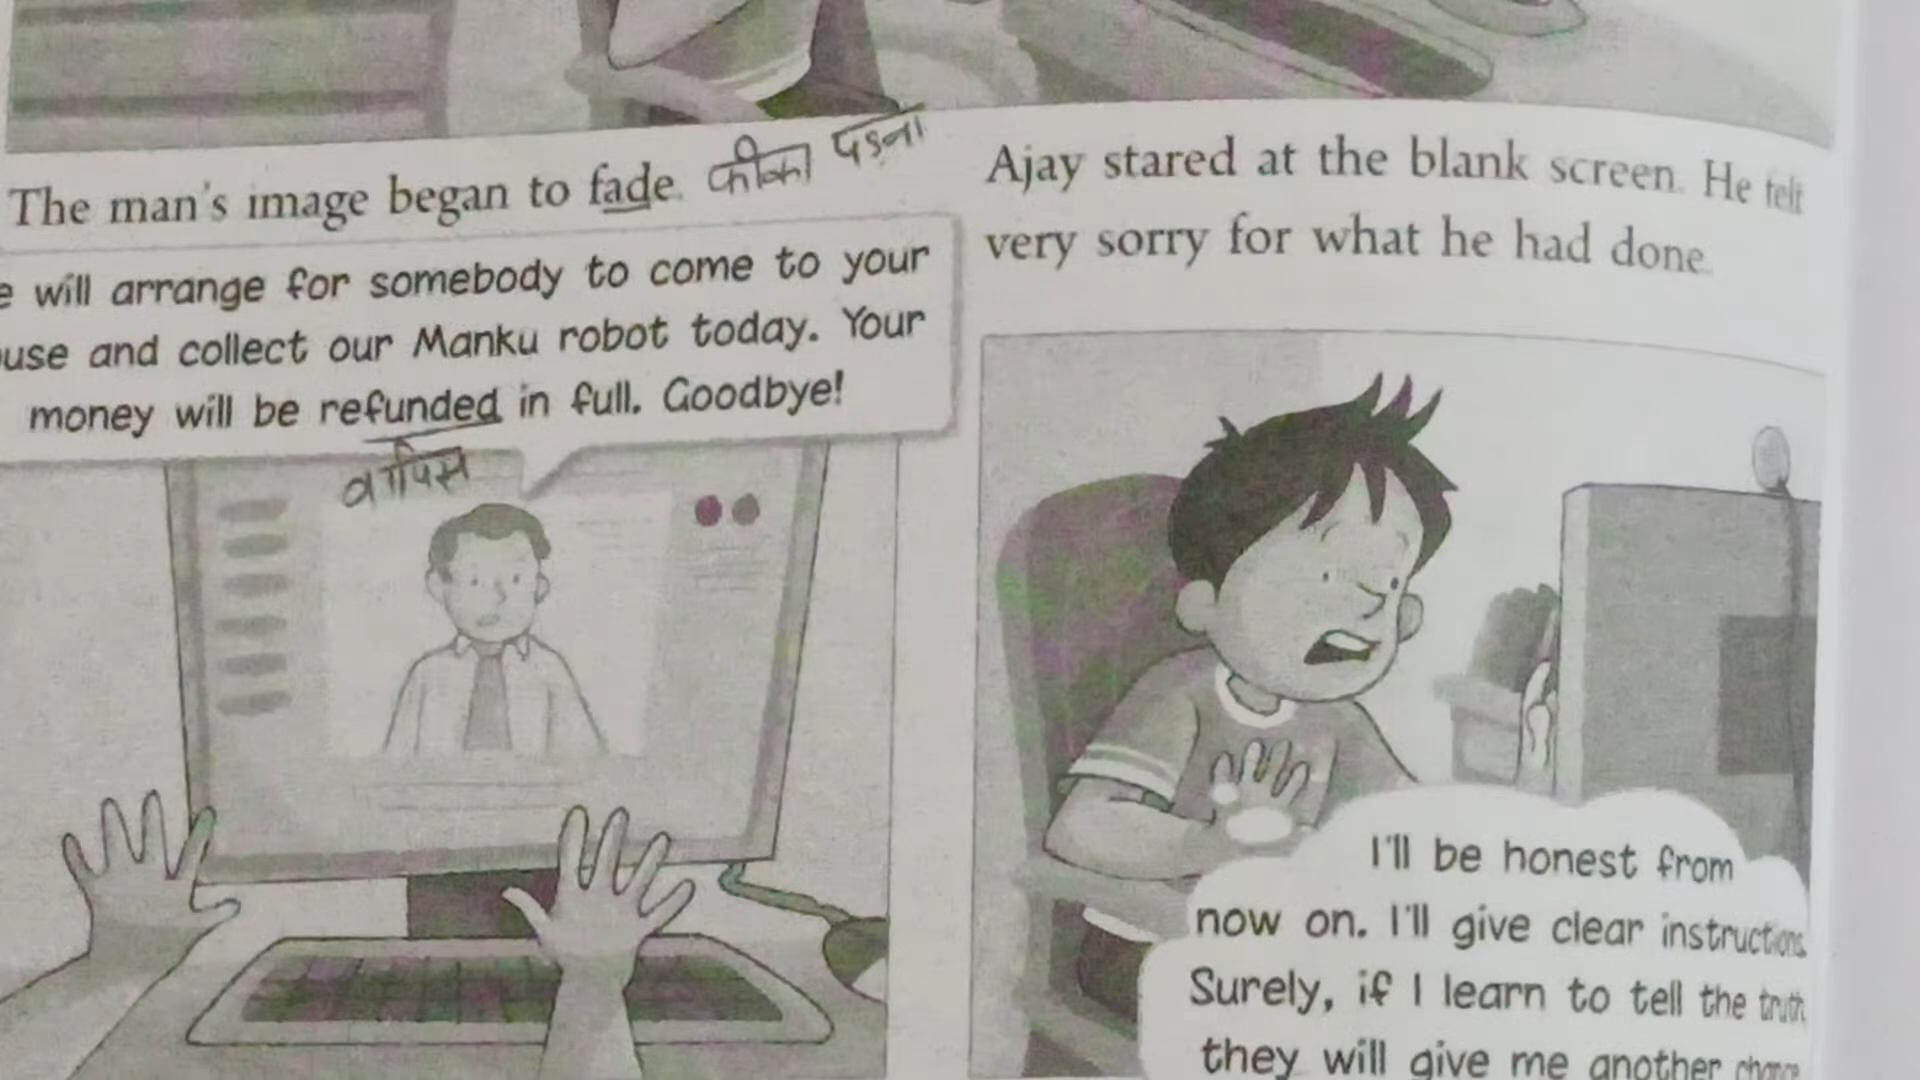 The man's image began to fade. फीका पड़ना
e will arrange for somebody to come to your
ouse and collect our Manku robot today. Your
money will be refunded in full. Goodbye!
वापिस
Ajay stared at the blank screen. He felt
very sorry for what he had done.
I'll be honest from
now on. I'll give clear instructions.
Surely, if I learn to tell the truth,
they will give me another chance.